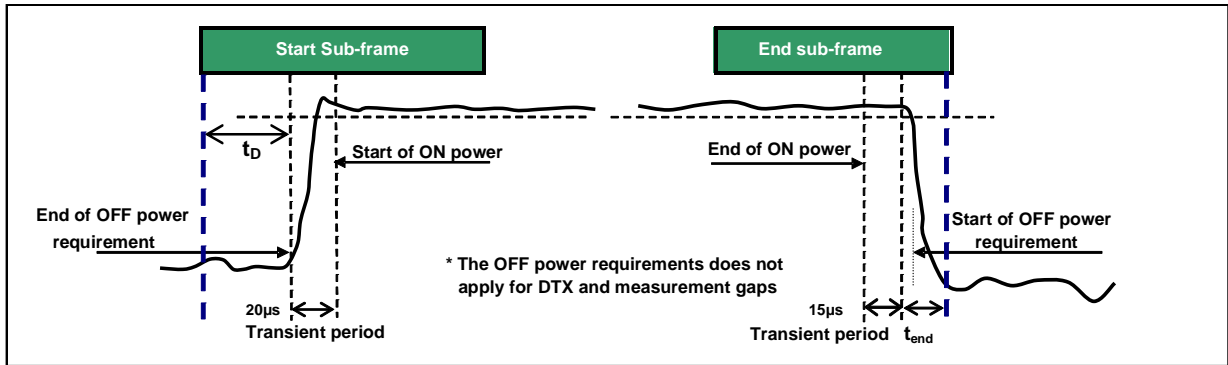 Start Sub-frame
End sub-frame
tD
Start of ON power
End of ON power
End of OFF power
requirement
Start of OFF power
requirement
* The OFF power requirements does not
apply for DTX and measurement gaps
20µs
Transient period
15µs
Transient period
tend